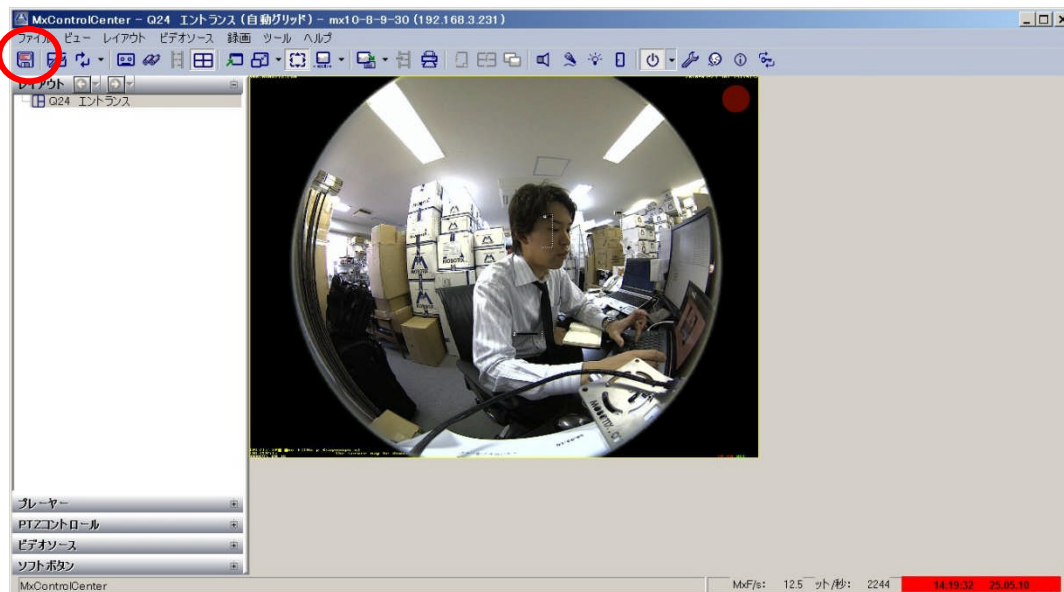 MxControlCenter - Q24 エントランス (自動グリッド) - mx10-8-9-30 (192.168.3.231)
ファイル ビュー レイアウト ビデオソース 録画 ツール ヘルプ
レイアウト
Q24 エントランス
MOBOTIX
プレーヤー
PTZコントロール
ビデオソース
ソフトボタン
MxControlCenter
MxF/s: 12.5 ット/秒: 2244 14:19:32 25.05.10